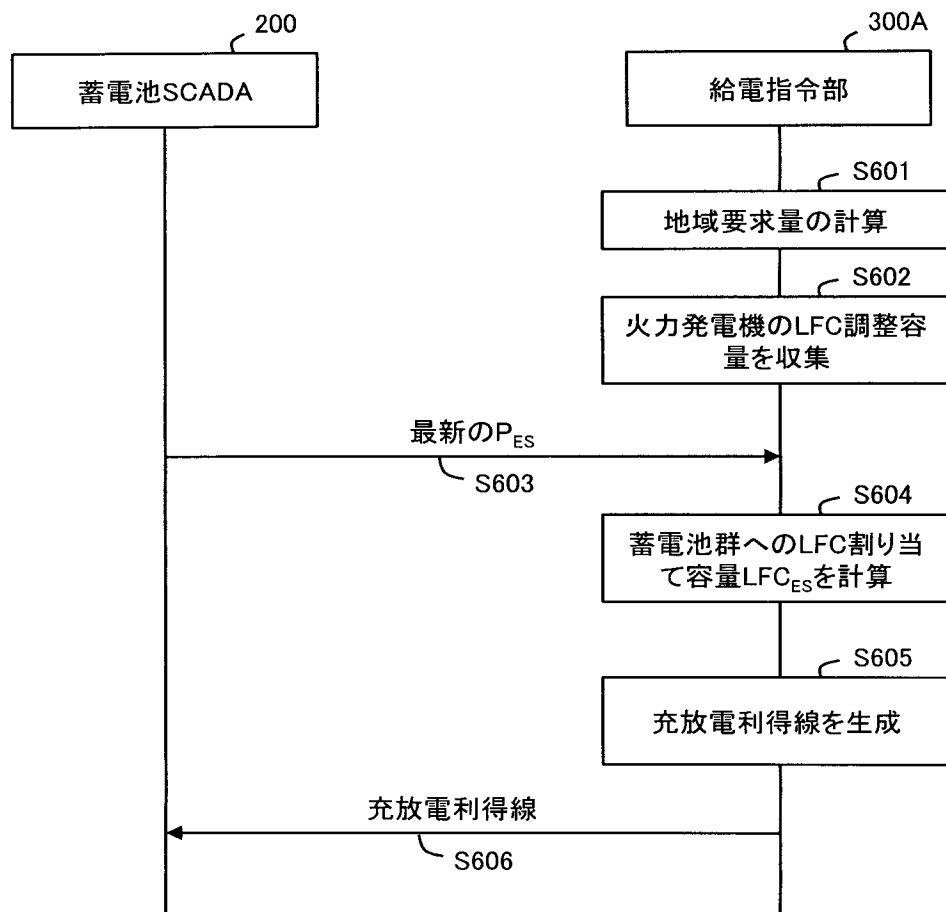 200
蓄電池SCADA
300A
給電指令部
S601
地域要求量の計算
S602
火力発電機のLFC調整容
量を収集
最新のPES
S603
S604
蓄電池群へのLFC割り当
て容量LFCESを計算
S605
充放電利得線を生成
充放電利得線
S606